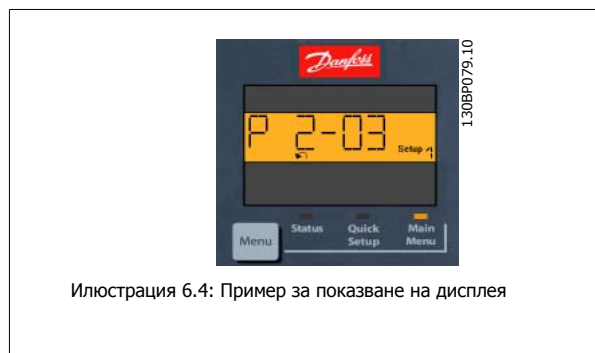 Danfoss
130BP079.10
P 2-03
Setup 1
Status
Quick Setup
Main Menu
Menu
Илюстрация 6.4: Пример за показване на дисплея